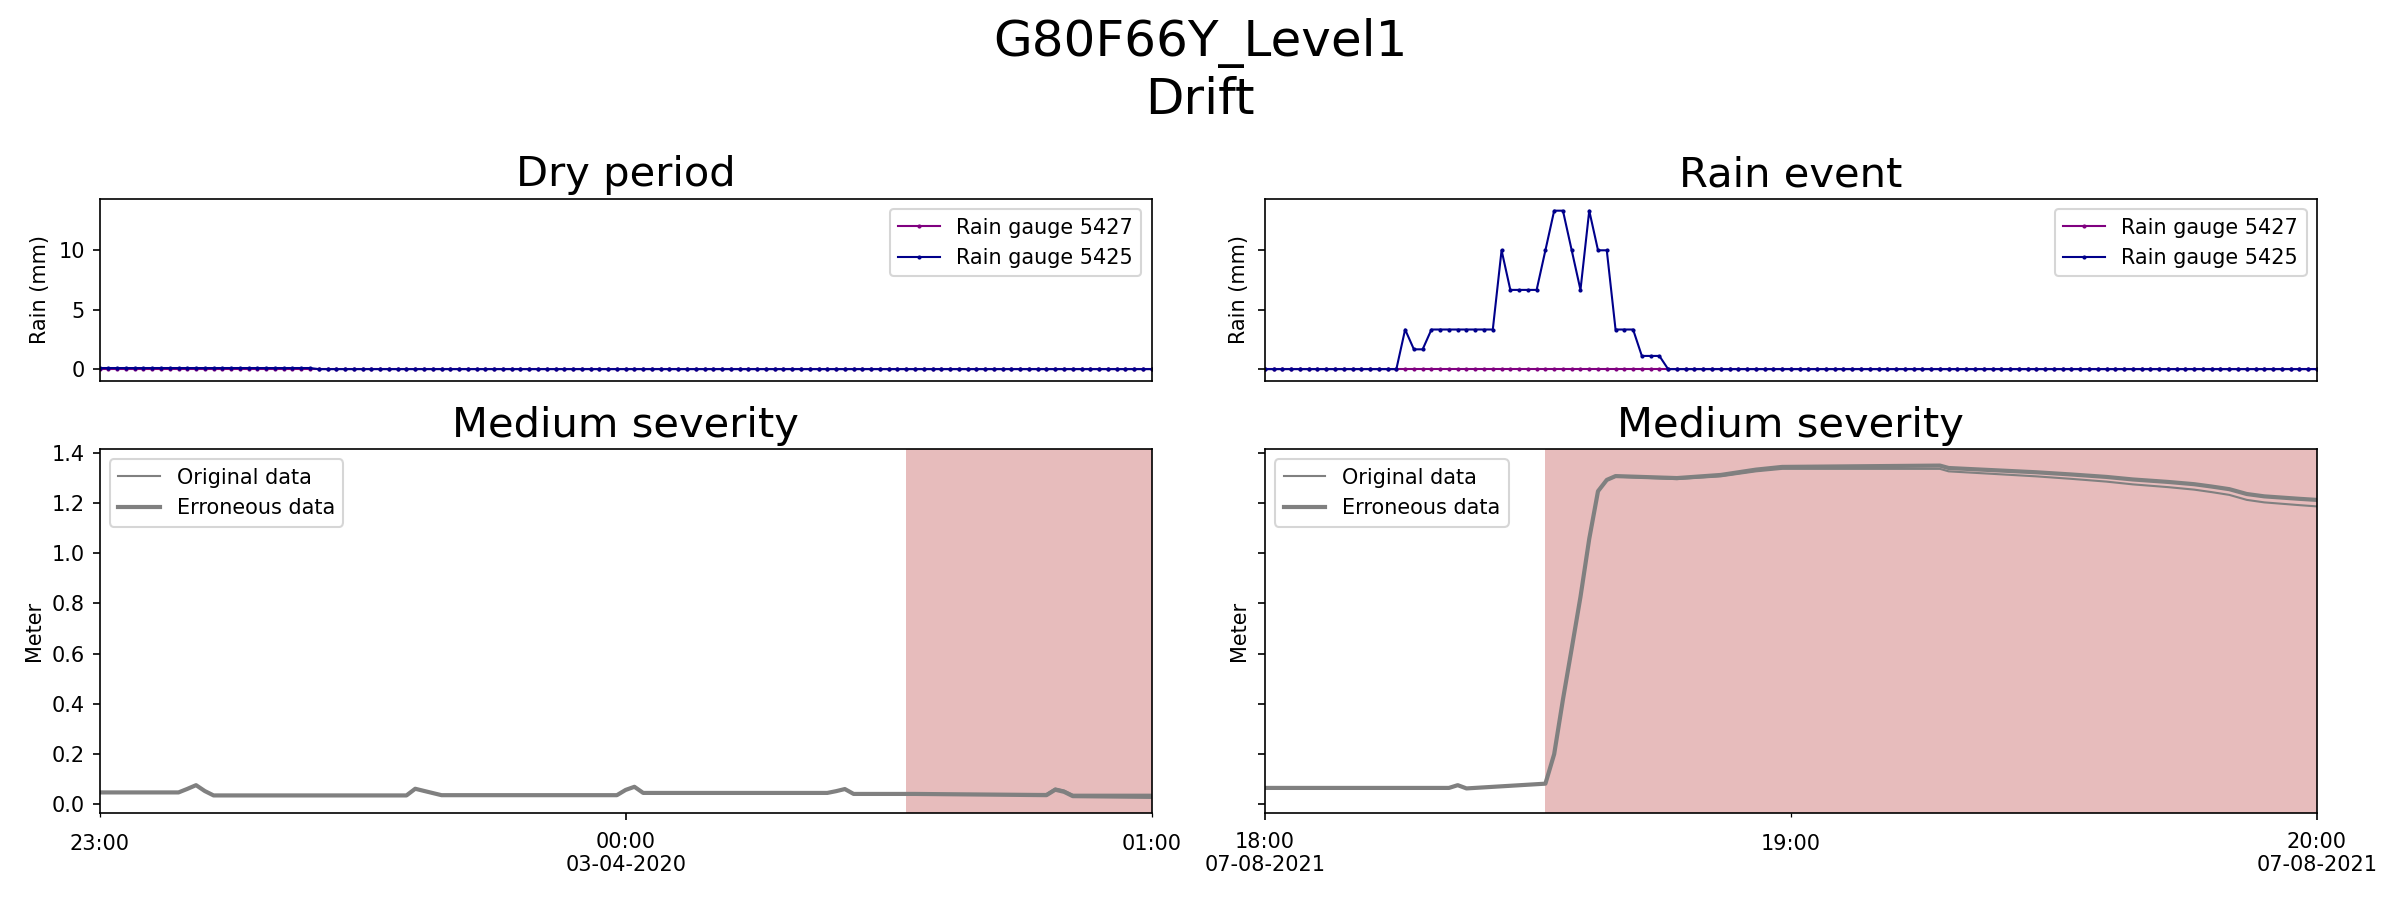 G80F66Y_Level1
Drift
Dry period
Rain event
Rain (mm)
10
5
0
Rain gauge 5427
Rain gauge 5425
Rain (mm)
Rain gauge 5427
Rain gauge 5425
Medium severity
Medium severity
Meter
1.4
1.2
1.0
0.8
0.6
0.4
0.2
0.0
Original data
Erroneous data
23:00
00:00
03-04-2020
01:00
Meter
Original data
Erroneous data
18:00
07-08-2021
19:00
20:00
07-08-2021